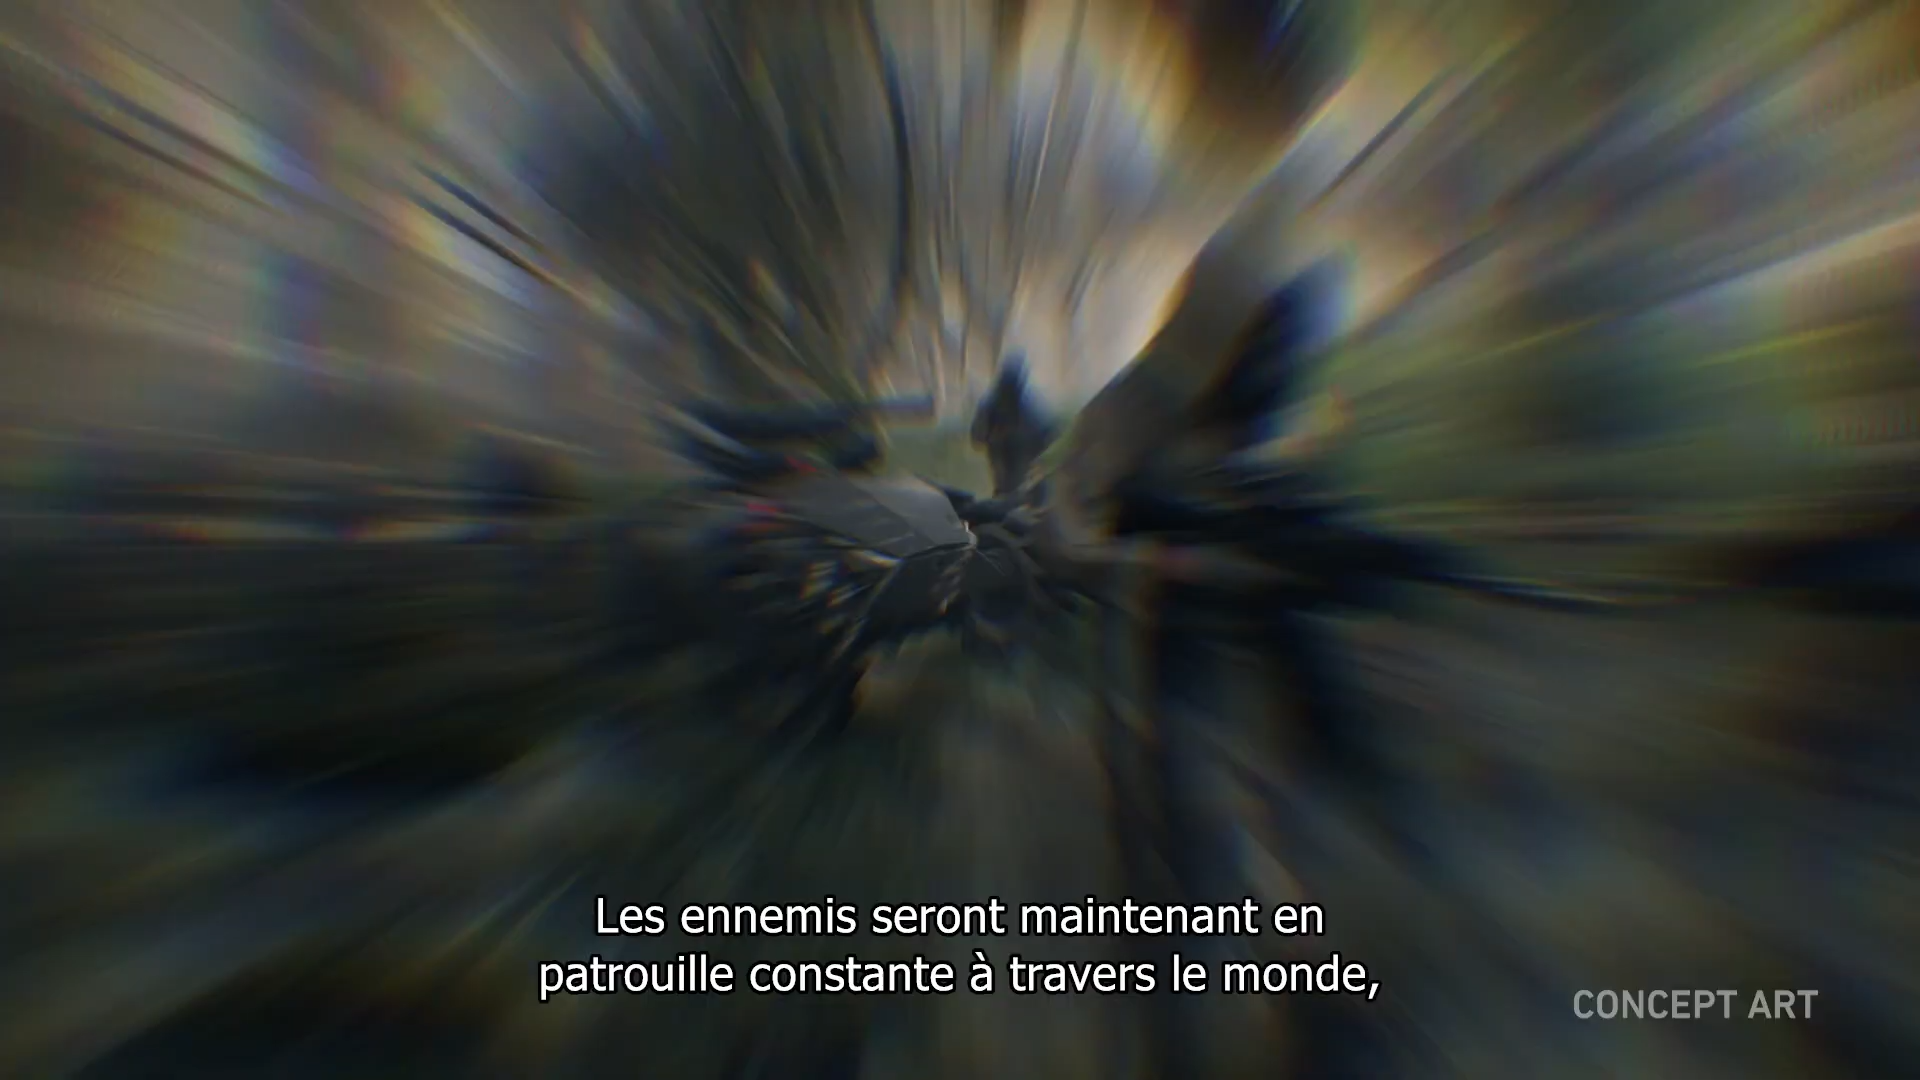 Les ennemis seront maintenant en
patrouille constante à travers le monde,
CONCEPT ART